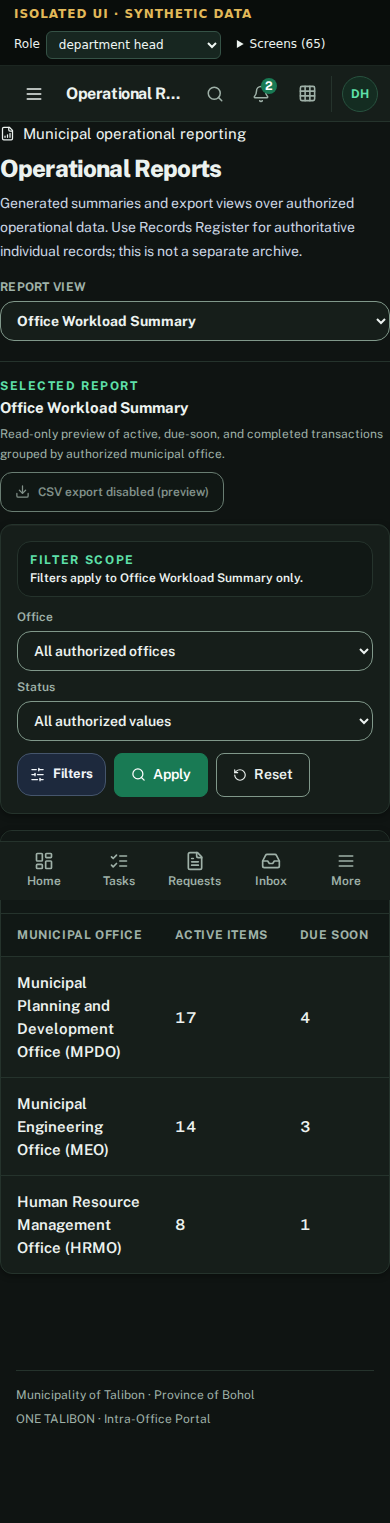 ISOLATED UI · SYNTHETIC DATA
Role department head Screens (65)
Operational R... 2 DH
Municipal operational reporting
Operational Reports
Generated summaries and export views over authorized
operational data. Use Records Register for authoritative
individual records; this is not a separate archive.
REPORT VIEW
Office Workload Summary
SELECTED REPORT
Office Workload Summary
Read-only preview of active, due-soon, and completed transactions
grouped by authorized municipal office.
CSV export disabled (preview)
FILTER SCOPE
Filters apply to Office Workload Summary only.
Office
All authorized offices
Status
All authorized values
Filters Apply Reset
Home Tasks Requests Inbox More
MUNICIPAL OFFICE ACTIVE ITEMS DUE SOON
Municipal
Planning and
Development
Office (MPDO) 17 4
Municipal
Engineering
Office (MEO) 14 3
Human Resource
Management
Office (HRMO) 8 1
Municipality of Talibon · Province of Bohol
ONE TALIBON · Intra-Office Portal